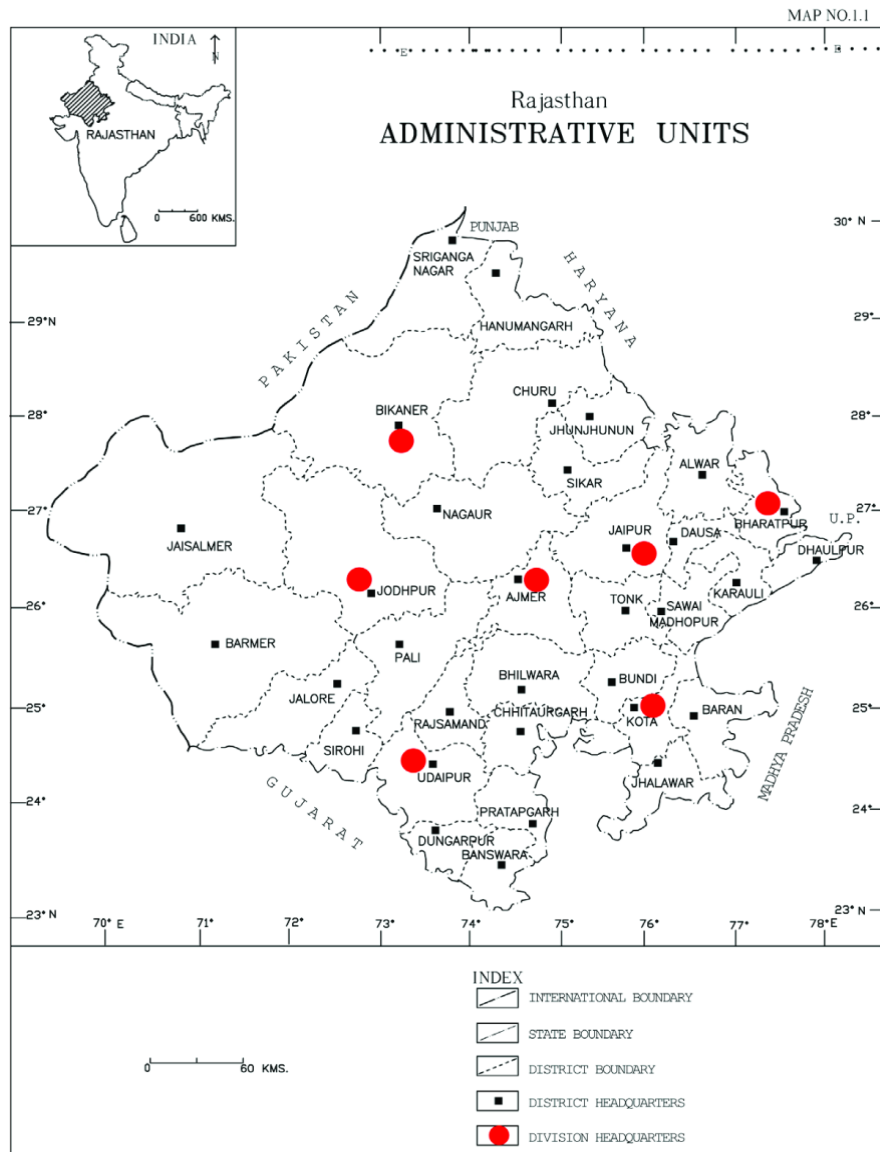 MAP NO.1.1
INDIA
N
RAJASTHAN
0 600 KMS.
E
E
Rajasthan
ADMINISTRATIVE UNITS
30° N
PUNJAB
SRIGANGA
NAGAR
HARYANA
HANUMANGARH
PAKISTAN
29°N
29°N
CHURU
BIKANER
JHUNJHUNUN
28°N
28°N
ALWAR
SIKAR
NAGAUR
27°N
27°N
BHARATPUR
U.P.
JAIPUR
DAUSA
JAISALMER
DHAULPUR
JODHPUR
AJMER
TONK
SAWAI
MADHOPUR
KARAULI
26°N
26°N
BARMER
PALI
BHILWARA
BUNDI
JALORE
RAJSAMAND
CHHITAURGARH
KOTA
BARAN
25°N
25°N
SIROHI
UDAIPUR
JHALAWAR
MADHYA PRADESH
GUJARAT
24°N
24°N
PRATAPGARH
DUNGARPUR
BANSWARA
23°N
23°N
70° E
71°
72°
73°
74°
75°
76°
77°
78°E
INDEX
INTERNATIONAL BOUNDARY
STATE BOUNDARY
DISTRICT BOUNDARY
0 60 KMS.
DISTRICT HEADQUARTERS
DIVISION HEADQUARTERS